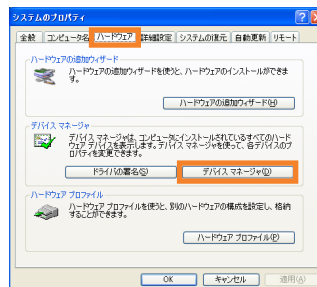 システムのプロパティ
全般 コンピュータ名 ハードウェア 詳細設定 システムの復元 自動更新 リモート
ハードウェアの追加ウィザード
ハードウェアの追加ウィザードを使うと、ハードウェアのインストールができま
す。
ハードウェアの追加ウィザード(H)
デバイス マネージャ
デバイス マネージャは、コンピュータにインストールされているすべてのハード
ウェア デバイスを表示します。デバイス マネージャを使って、各デバイスのプ
ロパティを変更できます。
ドライバの署名(S) デバイス マネージャ(D)
ハードウェア プロファイル
ハードウェア プロファイルを使うと、別のハードウェアの構成を設定し、格納
することができます。
ハードウェア プロファイル(P)
OK キャンセル 適用(A)